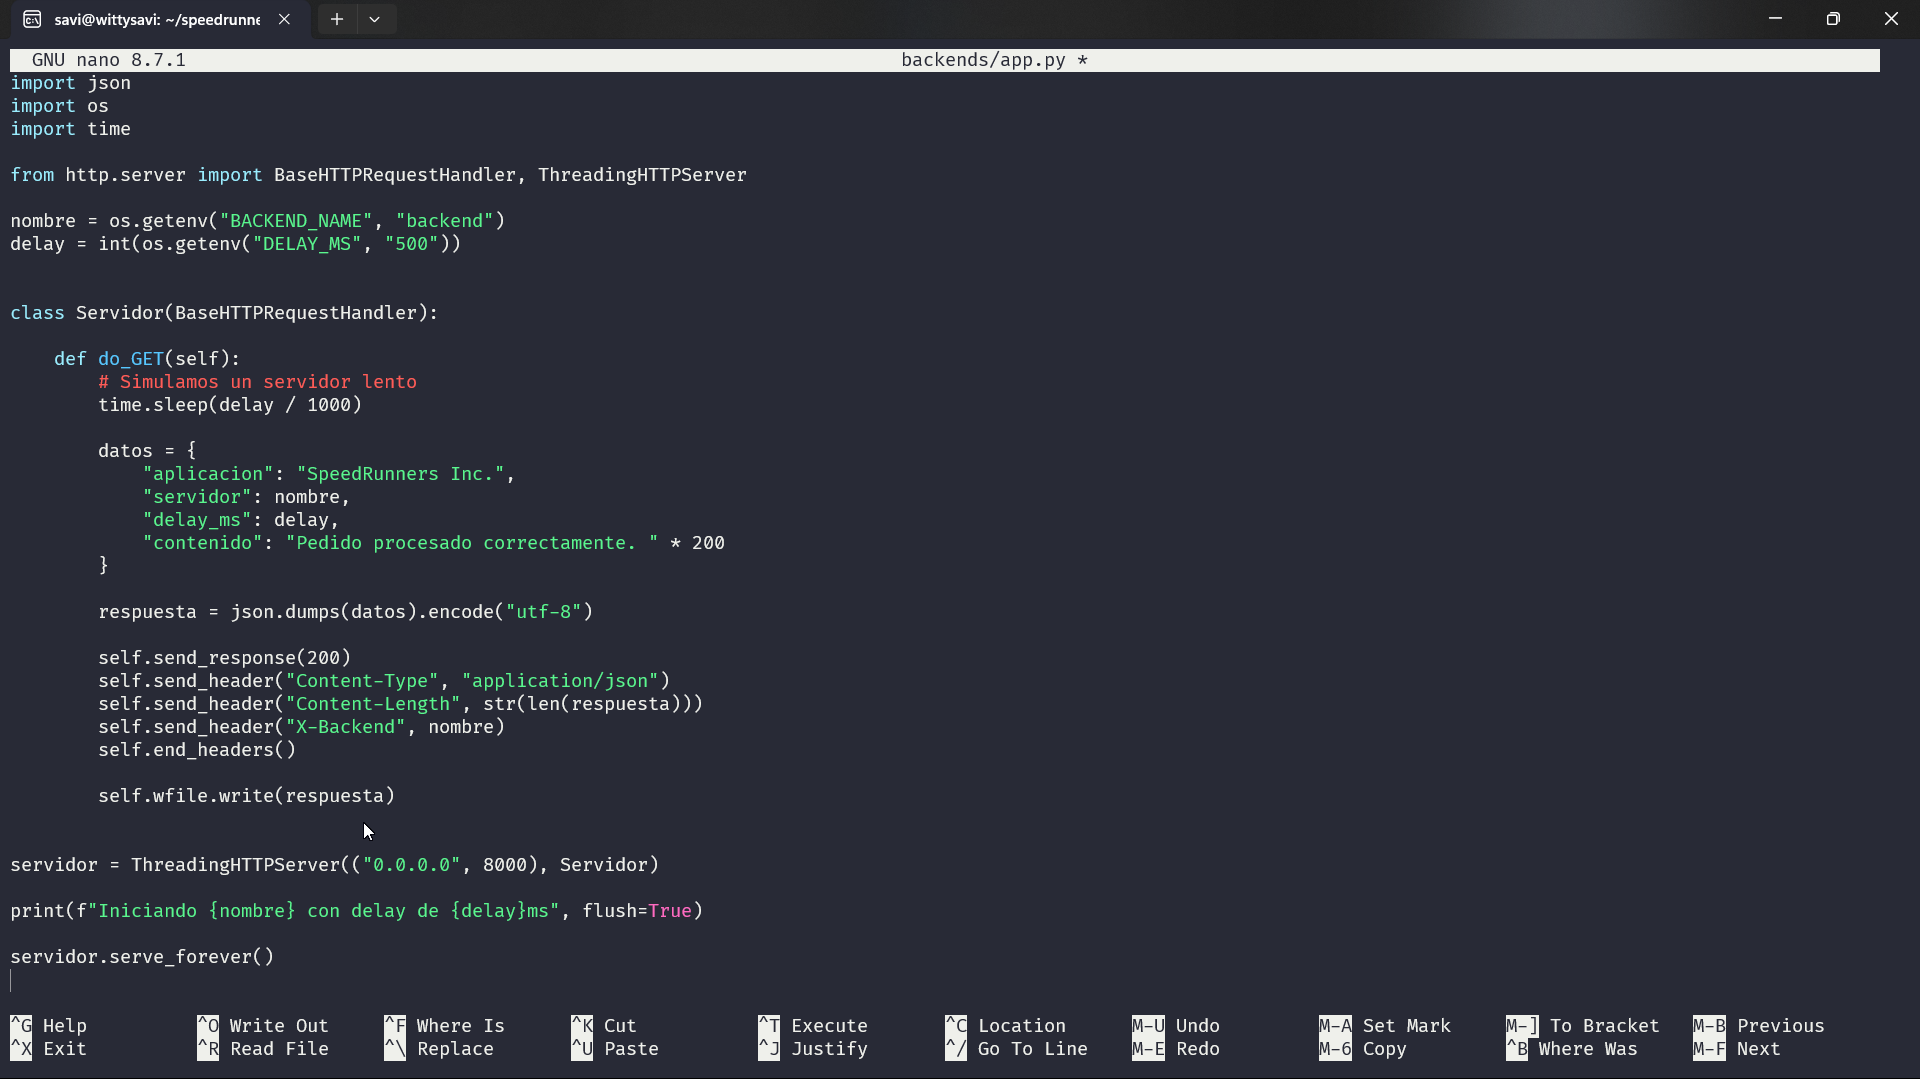 savi@wittysavi: ~/speedrunne
GNU nano 8.7.1 backends/app.py *
import json
import os
import time

from http.server import BaseHTTPRequestHandler, ThreadingHTTPServer

nombre = os.getenv("BACKEND_NAME", "backend")
delay = int(os.getenv("DELAY_MS", "500"))


class Servidor(BaseHTTPRequestHandler):

    def do_GET(self):
        # Simulamos un servidor lento
        time.sleep(delay / 1000)

        datos = {
            "aplicacion": "SpeedRunners Inc.",
            "servidor": nombre,
            "delay_ms": delay,
            "contenido": "Pedido procesado correctamente. " * 200
        }

        respuesta = json.dumps(datos).encode("utf-8")

        self.send_response(200)
        self.send_header("Content-Type", "application/json")
        self.send_header("Content-Length", str(len(respuesta)))
        self.send_header("X-Backend", nombre)
        self.end_headers()

        self.wfile.write(respuesta)


servidor = ThreadingHTTPServer(("0.0.0.0", 8000), Servidor)

print(f"Iniciando {nombre} con delay de {delay}ms", flush=True)

servidor.serve_forever()

^G Help ^O Write Out ^F Where Is ^K Cut ^T Execute ^C Location M-U Undo M-A Set Mark M-] To Bracket M-B Previous
^X Exit ^R Read File ^\ Replace ^U Paste ^J Justify ^/ Go To Line M-E Redo M-6 Copy ^B Where Was M-F Next